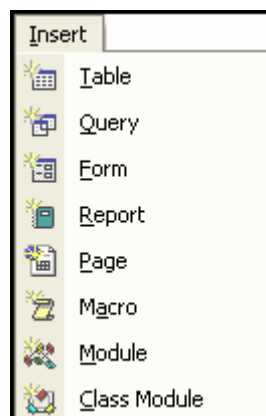 Insert
Table
Query
Form
Report
Page
Macro
Module
Class Module